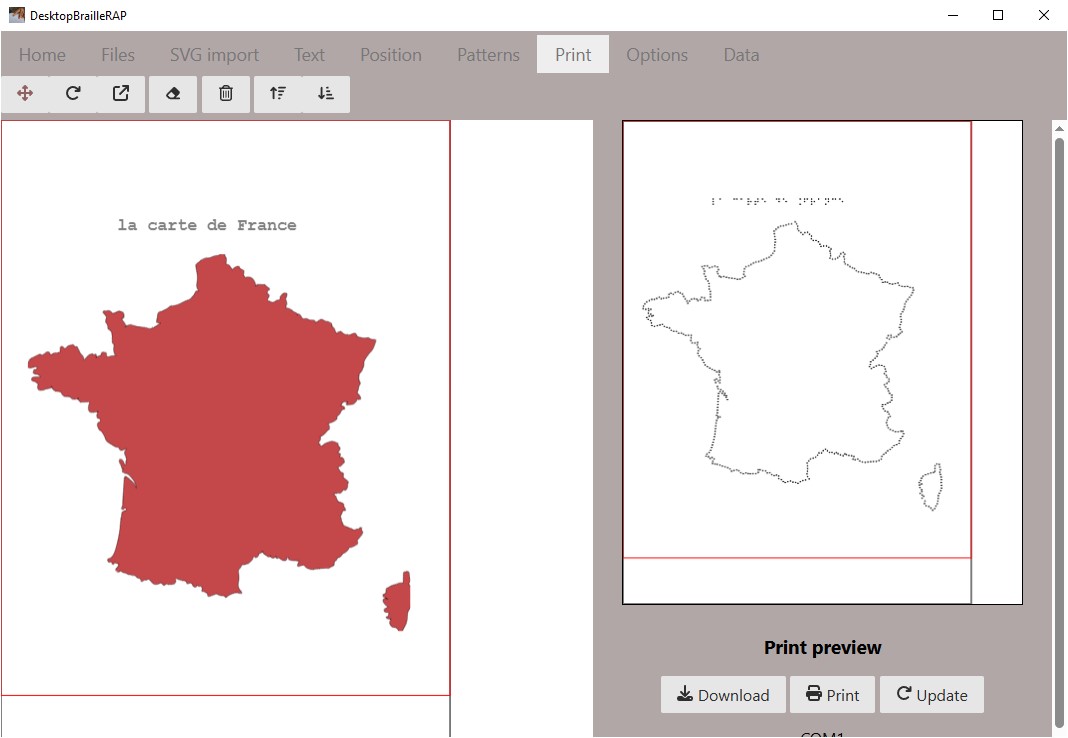 DesktopBrailleRAP
Home Files SVG import Text Position Patterns Print Options Data
la carte de France
Print preview
Download Print Update
COM1